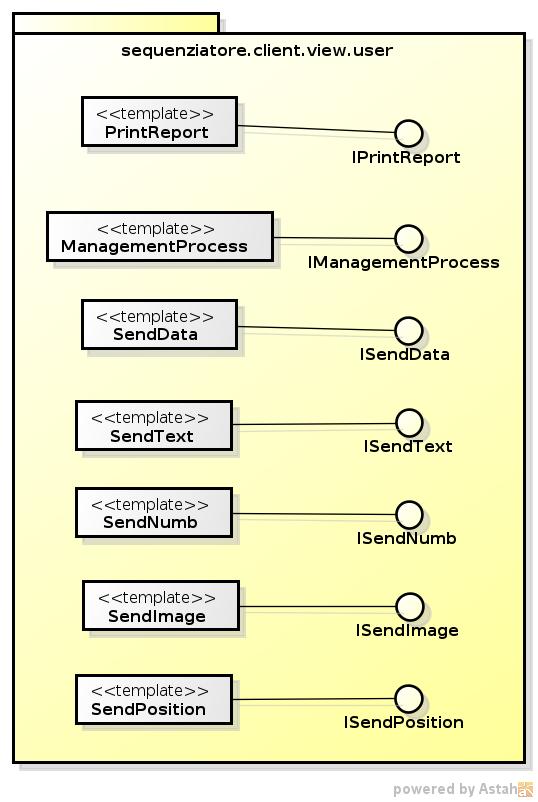 sequenziatore.client.view.user
<<template>>
PrintReport
IPrintReport
<<template>>
ManagementProcess
IManagementProcess
<<template>>
SendData
ISendData
<<template>>
SendText
ISendText
<<template>>
SendNumb
ISendNumb
<<template>>
SendImage
ISendImage
<<template>>
SendPosition
ISendPosition
powered by Astah